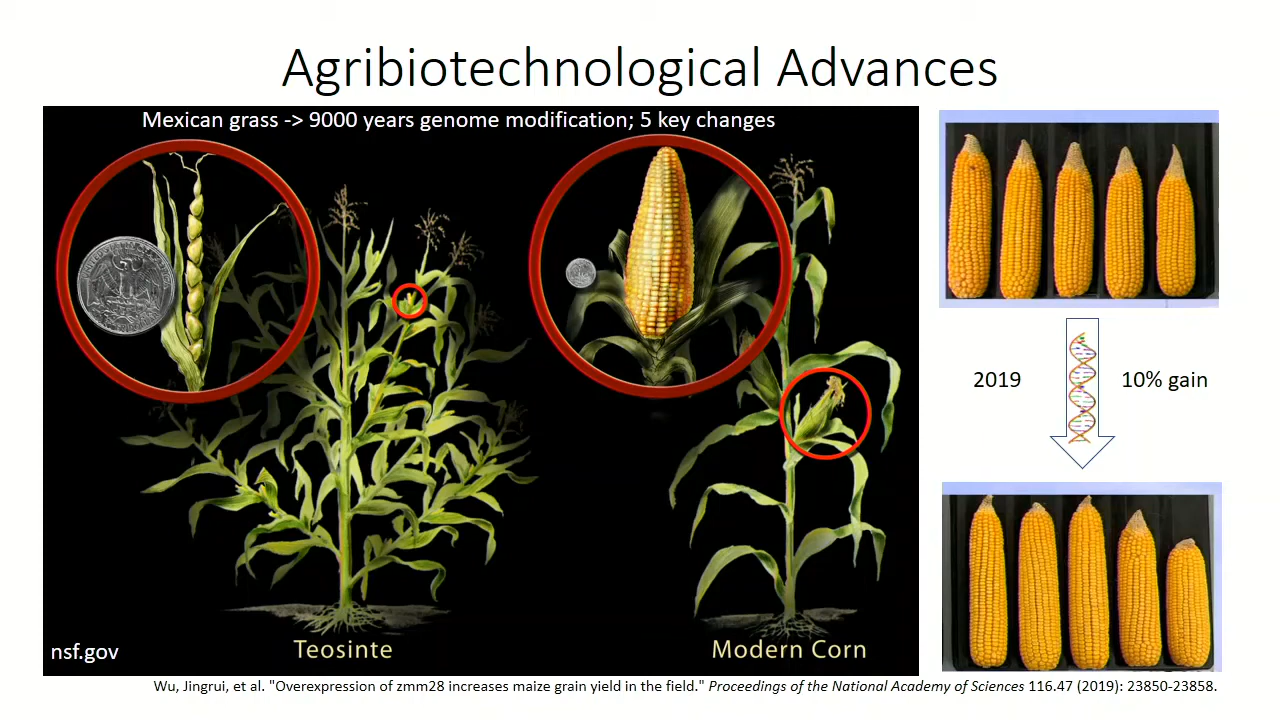 Agribiotechnological Advances
Mexican grass -> 9000 years genome modification; 5 key changes
2019
10% gain
nsf.gov
Teosinte
Modern Corn
Wu, Jingrui, et al. "Overexpression of zmm28 increases maize grain yield in the field." Proceedings of the National Academy of Sciences 116.47 (2019): 23850-23858.